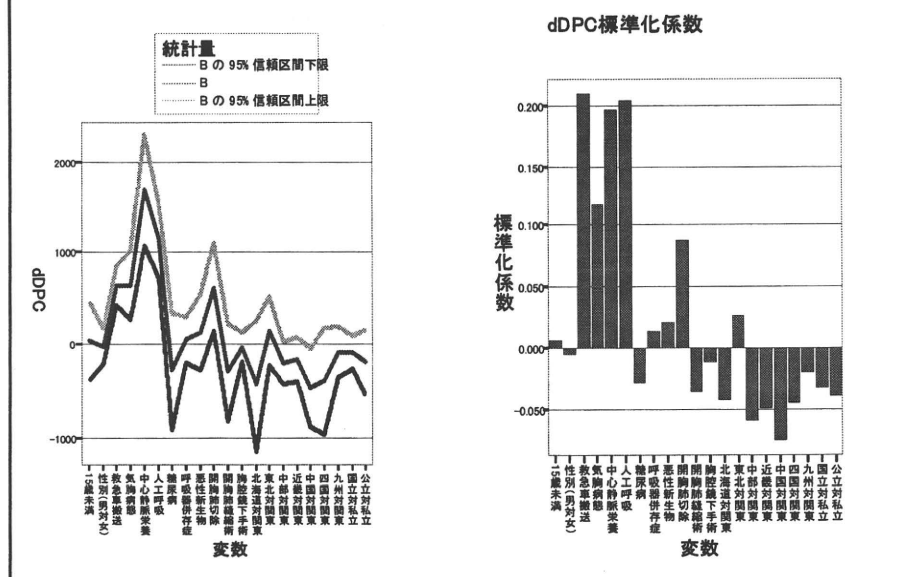 統計量
B の 95% 信頼区間下限
B
B の 95% 信頼区間上限
2000
1000
0
-1000
dDPC
15歳未満
性別(男対女)
救急車搬送
気胸病態
中心静脈栄養
人工呼吸
糖尿病
呼吸器併存症
悪性新生物
開胸肺切除
開胸肺縫縮術
胸腔鏡下手術
北海道対関東
東北対関東
中部対関東
近畿対関東
中国対関東
四国対関東
九州対関東
国立対私立
公立対私立
変数
dDPC標準化係数
0.200
0.150
0.100
0.050
0.000
-0.050
標準化係数
15歳未満
性別(男対女)
救急車搬送
気胸病態
中心静脈栄養
人工呼吸
糖尿病
呼吸器併存症
悪性新生物
開胸肺切除
開胸肺縫縮術
胸腔鏡下手術
北海道対関東
東北対関東
中部対関東
近畿対関東
中国対関東
四国対関東
九州対関東
国立対私立
公立対私立
変数